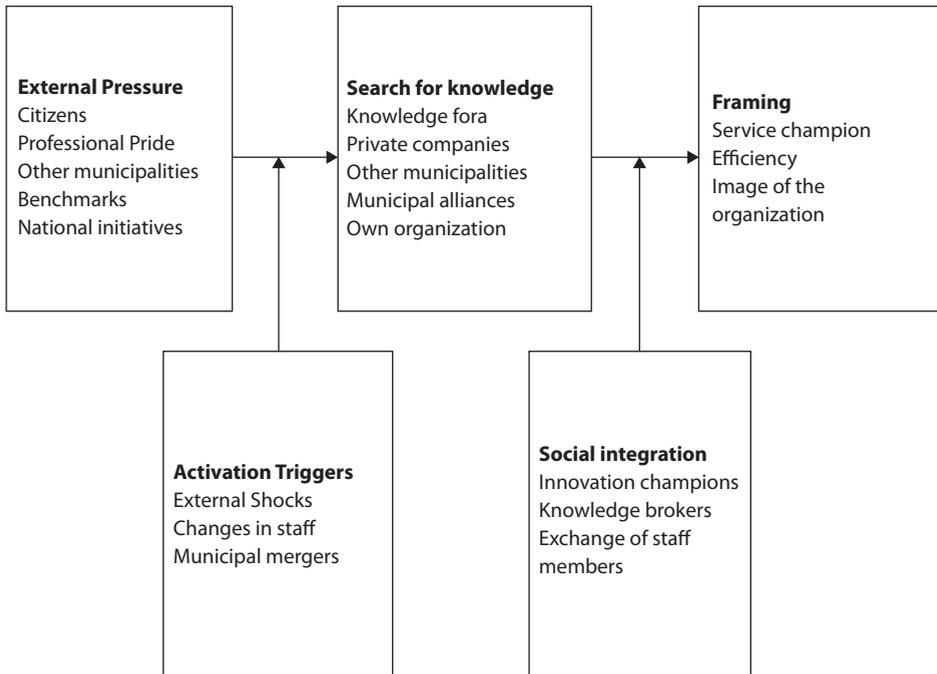 External Pressure
Citizens
Professional Pride
Other municipalities
Benchmarks
National initiatives
Search for knowledge
Knowledge fora
Private companies
Other municipalities
Municipal alliances
Own organization
Framing
Service champion
Efficiency
Image of the
organization
Activation Triggers
External Shocks
Changes in staff
Municipal mergers
Social integration
Innovation champions
Knowledge brokers
Exchange of staff
members